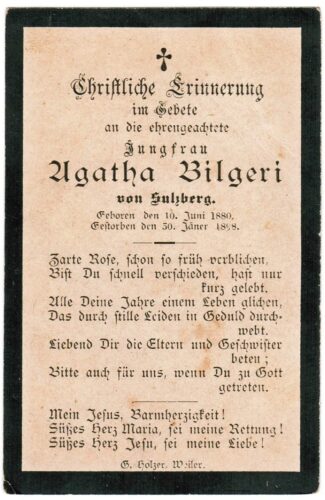 Christliche Erinnerung
im Gebete
an die ehrengeachtete
Jungfrau
Agatha Bilgeri
von Sulzberg.
Geboren den 10. Juni 1880,
Gestorben den 30. Jäner 1898.
Zarte Rose, schon so früh verblichen,
Bist Du schnell verschieden, hast nur
kurz gelebt.
Alle Deine Jahre einem Leben glichen,
Das durch stille Leiden in Geduld durch-
webt.
Liebend Dir die Eltern und Geschwister
beten;
Bitte auch für uns, wenn Du zu Gott
getreten.
Mein Jesus, Barmherzigkeit!
Süßes Herz Maria, sei meine Rettung!
Süßes Herz Jesu, sei meine Liebe!
G. Holzer, Weiler.